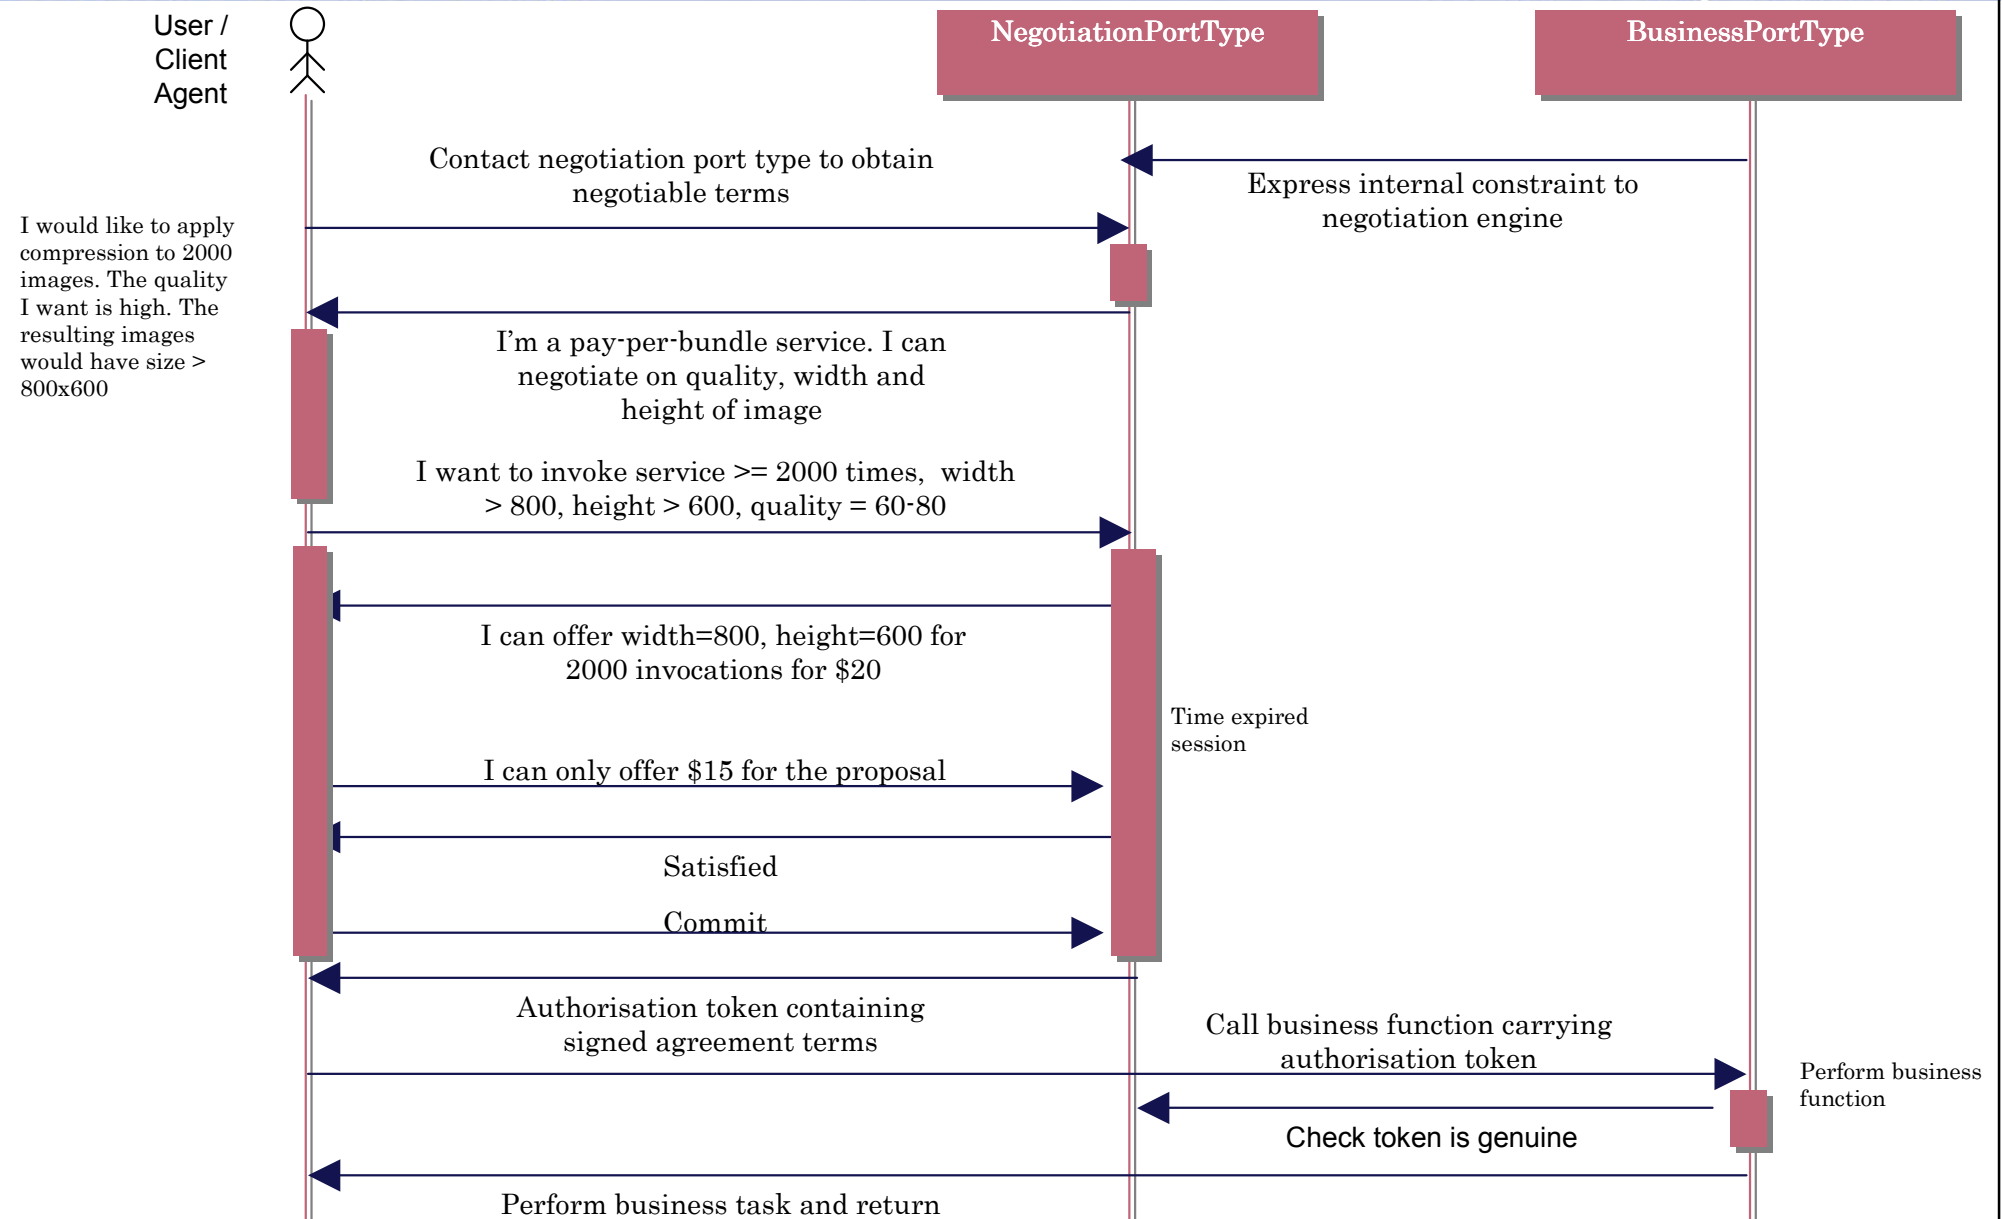 User /
Client
Agent
NegotiationPortType
BusinessPortType
Contact negotiation port type to obtain
negotiable terms
Express internal constraint to
negotiation engine
I would like to apply
compression to 2000
images. The quality
I want is high. The
resulting images
would have size >
800x600
I'm a pay-per-bundle service. I can
negotiate on quality, width and
height of image
I want to invoke service >= 2000 times,  width
> 800, height > 600, quality = 60-80
I can offer width=800, height=600 for
2000 invocations for $20
Time expired
session
I can only offer $15 for the proposal
Satisfied
Commit
Authorisation token containing
signed agreement terms
Call business function carrying
authorisation token
Perform business
function
Check token is genuine
Perform business task and return